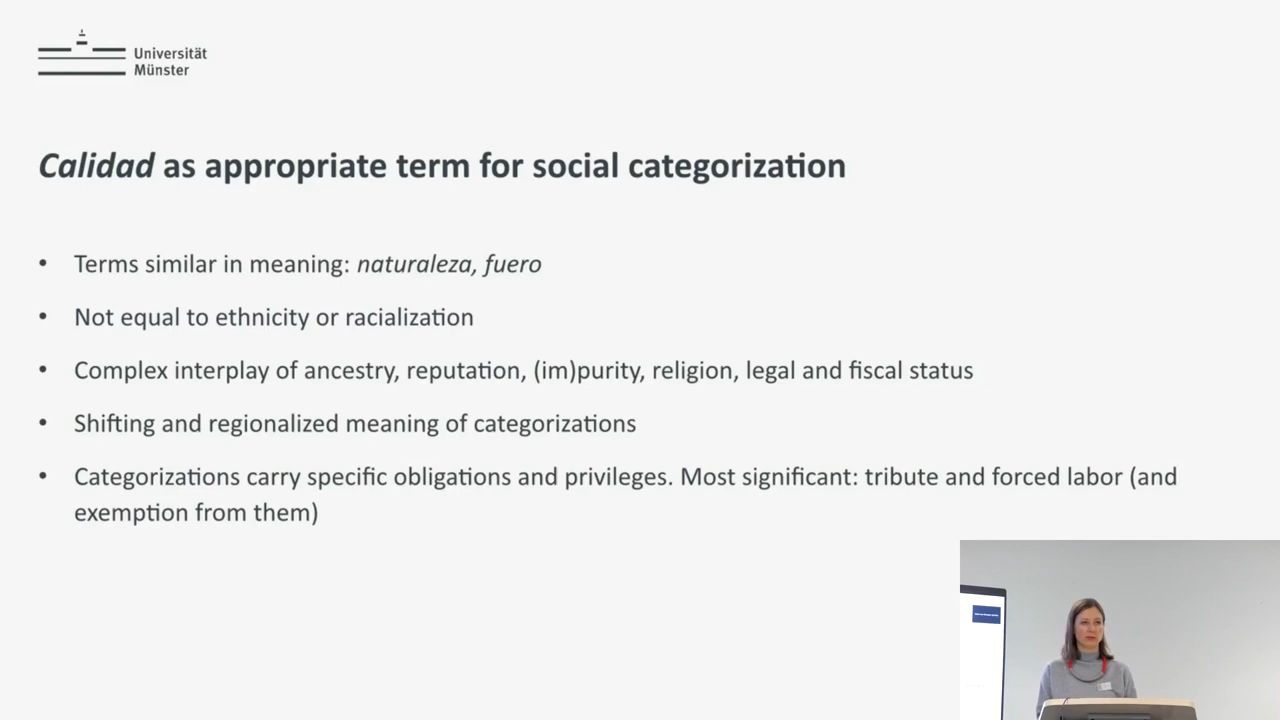 Universität
Münster
Calidad as appropriate term for social categorization
• Terms similar in meaning: naturaleza, fuero
• Not equal to ethnicity or racialization
• Complex interplay of ancestry, reputation, (im)purity, religion, legal and fiscal status
• Shifting and regionalized meaning of categorizations
• Categorizations carry specific obligations and privileges. Most significant: tribute and forced labor (and
exemption from them)